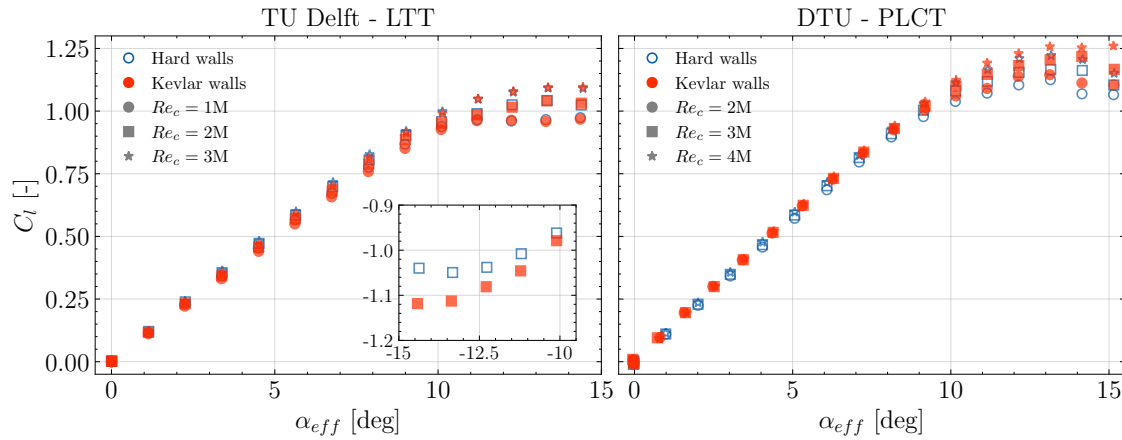 TU Delft - LTT
DTU - PLCT
1.25
1.00
0.75
0.50
0.25
0.00
C_l [-]
Hard walls
Kevlar walls
Re_c = 1M
Re_c = 2M
Re_c = 3M
-0.9
-1.0
-1.1
-1.2
-15 -12.5 -10
0 5 10 15
α_eff [deg]
Hard walls
Kevlar walls
Re_c = 2M
Re_c = 3M
Re_c = 4M
0 5 10 15
α_eff [deg]